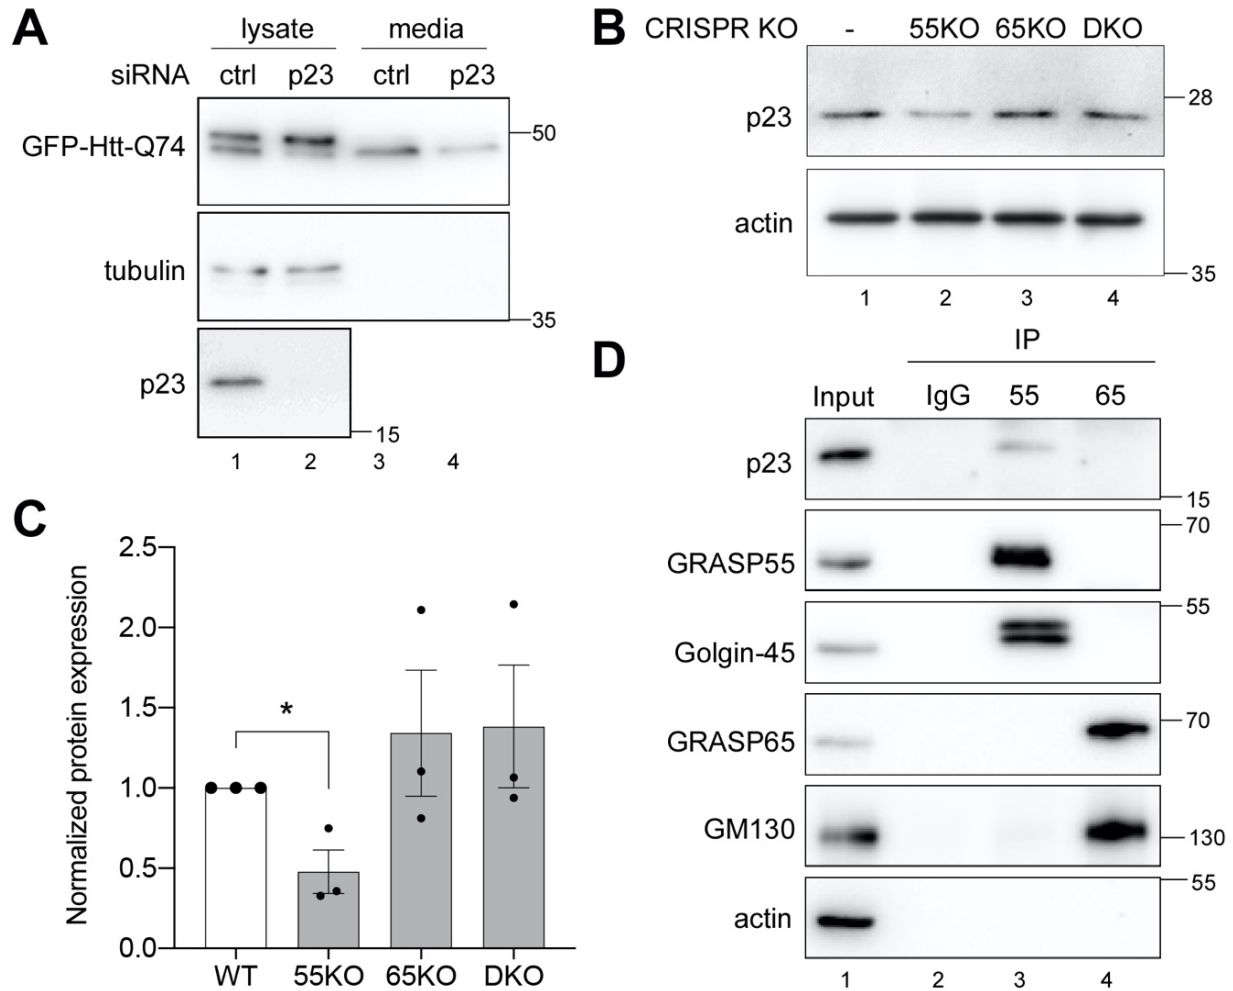 A
lysate media
siRNA ctrl p23 ctrl p23
GFP-Htt-Q74
50
tubulin
35
p23
15
1 2 3 4
B
CRISPR KO - 55KO 65KO DKO
p23
28
actin
35
1 2 3 4
C
Normalized protein expression
2.5
2.0
1.5
1.0
0.5
0.0
*
WT 55KO 65KO DKO
D
IP
Input IgG 55 65
p23
15
GRASP55
70
Golgin-45
55
GRASP65
70
GM130
130
actin
55
1 2 3 4